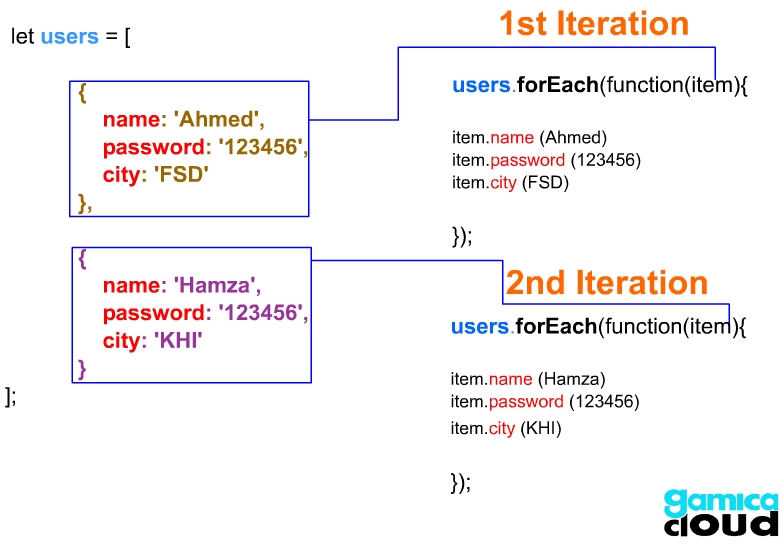 let users = [
{
name: 'Ahmed',
password: '123456',
city: 'FSD'
},
{
name: 'Hamza',
password: '123456',
city: 'KHI'
}
];
1st Iteration
users.forEach(function(item){
item.name (Ahmed)
item.password (123456)
item.city (FSD)
});
2nd Iteration
users.forEach(function(item){
item.name (Hamza)
item.password (123456)
item.city (KHI)
});
gamica
cloud